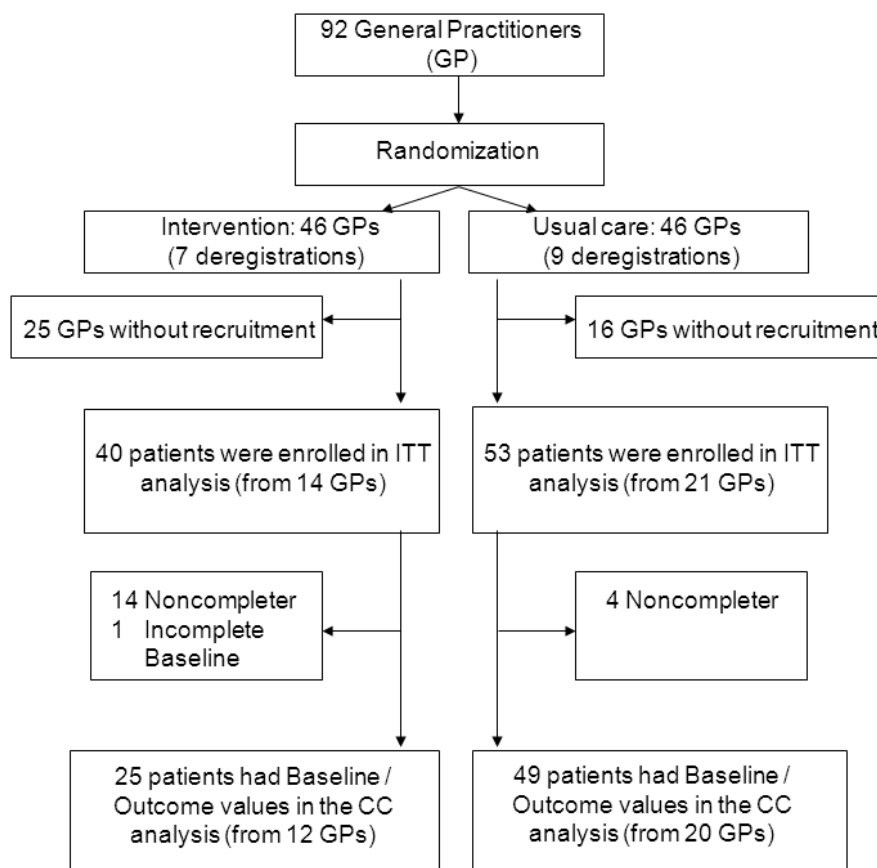 92 General Practitioners
(GP)
Randomization
Intervention: 46 GPs
(7 deregistrations)
Usual care: 46 GPs
(9 deregistrations)
25 GPs without recruitment
16 GPs without recruitment
40 patients were enrolled in ITT
analysis (from 14 GPs)
53 patients were enrolled in ITT
analysis (from 21 GPs)
14 Noncompleter
1 Incomplete
Baseline
4 Noncompleter
25 patients had Baseline /
Outcome values in the CC
analysis (from 12 GPs)
49 patients had Baseline /
Outcome values in the CC
analysis (from 20 GPs)